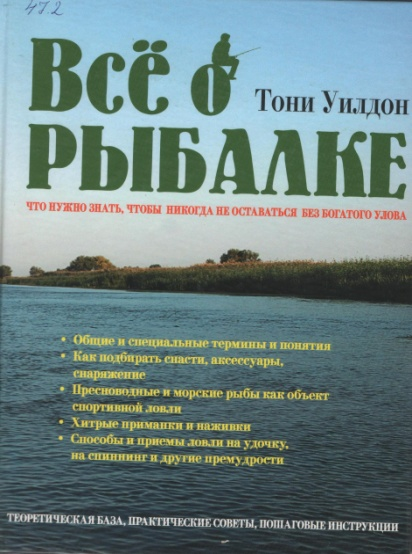 472
Всё о
Тони Уилдон
РЫБАЛКЕ
ЧТО НУЖНО ЗНАТЬ, ЧТОБЫ НИКОГДА НЕ ОСТАВАТЬСЯ БЕЗ БОГАТОГО УЛОВА
• Общие и специальные термины и понятия
• Как подбирать снасти, аксессуары,
снаряжение
• Пресноводные и морские рыбы как объект
спортивной ловли
• Хитрые приманки и наживки
• Способы и приемы ловли на удочку,
на спиннинг и другие премудрости
ТЕОРЕТИЧЕСКАЯ БАЗА, ПРАКТИЧЕСКИЕ СОВЕТЫ, ПОШАГОВЫЕ ИНСТРУКЦИИ